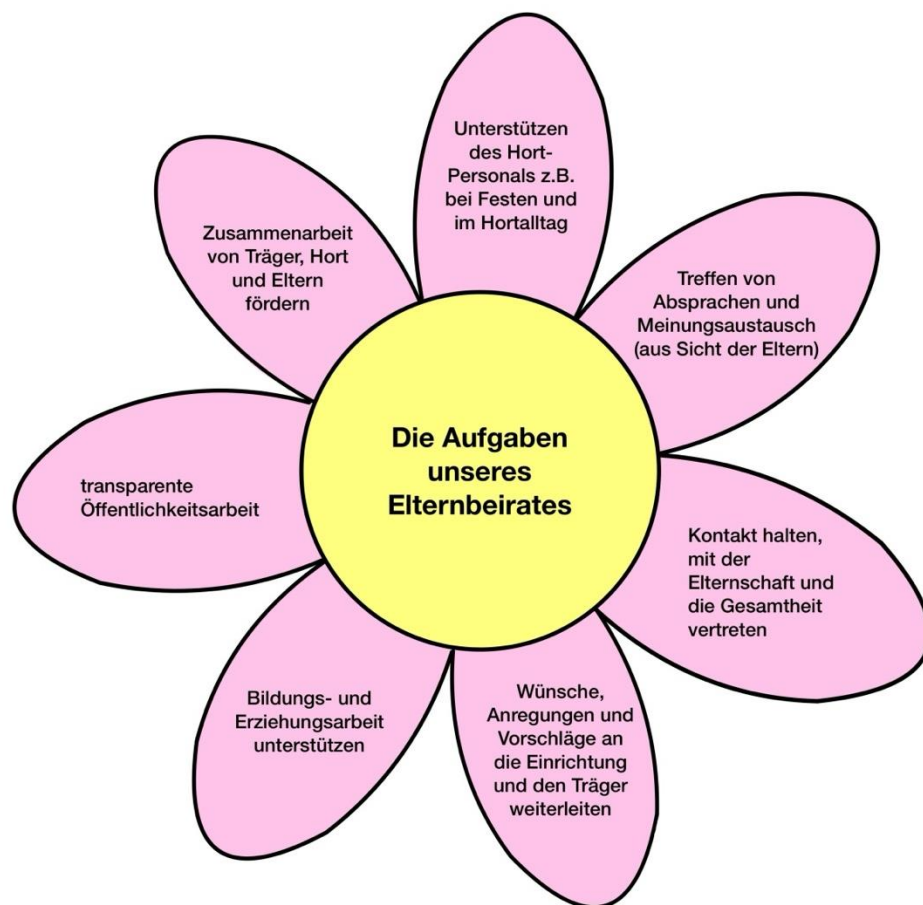 Die Aufgaben
unseres
Elternbeirates
Unterstützen
des Hort-
Personals z.B.
bei Festen und
im Hortalltag
Treffen von
Absprachen und
Meinungsaustausch
(aus Sicht der Eltern)
Kontakt halten,
mit der
Elternschaft und
die Gesamtheit
vertreten
Wünsche,
Anregungen und
Vorschläge an
die Einrichtung
und den Träger
weiterleiten
Bildungs- und
Erziehungsarbeit
unterstützen
transparente
Öffentlichkeitsarbeit
Zusammenarbeit
von Träger, Hort
und Eltern
fördern